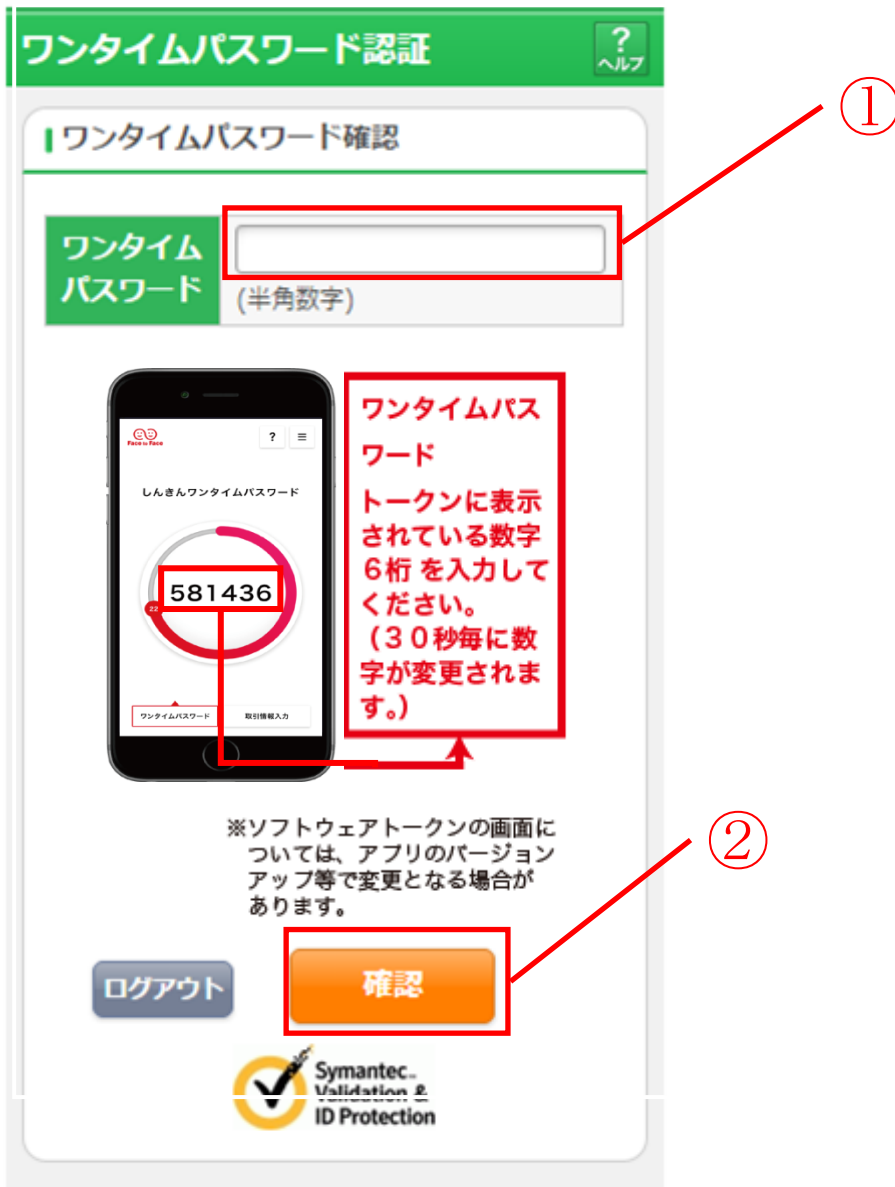 ワンタイムパスワード認証
?
ヘルプ
①
ワンタイムパスワード確認
ワンタイム
パスワード
(半角数字)
Face to Face
?
≡
しんきんワンタイムパスワード
581436
22
ワンタイムパスワード
取引情報入力
ワンタイムパス
ワード
トークンに表示
されている数字
6桁 を入力して
ください。
(30秒毎に数
字が変更されま
す。)
※ソフトウェアトークンの画面に
ついては、アプリのバージョン
アップ等で変更となる場合が
あります。
②
ログアウト
確認
Symantec™
Validation &
ID Protection